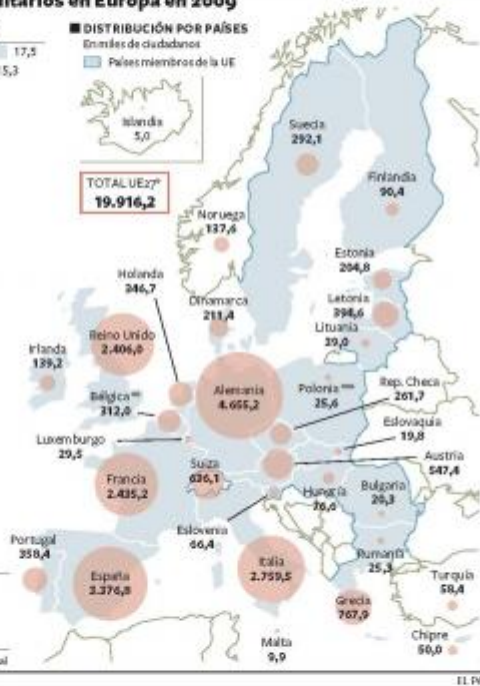 nitarios en Europa en 2009
17,5
5,3
DISTRIBUCIÓN POR PAÍSES
En miles de ciudadanos
Países miembros de la UE
Islandia
5,0
TOTAL UE27*
19.916,2
Suecia
292,1
Finlandia
90,4
Noruega
137,6
Estonia
204,8
Holanda
346,7
Dinamarca
211,4
Letonia
394,6
Lituania
39,0
Reino Unido
2.406,0
Irlanda
139,2
Alemania
4.655,2
Polonia ***
25,6
Rep. Checa
261,7
Bélgica **
312,0
Eslovaquia
19,8
Luxemburgo
29,5
Austria
547,4
Suiza
626,1
Francia
2.435,2
Hungría
76,6
Bulgaria
20,3
Eslovenia
66,4
Portugal
358,4
Rumanía
25,3
España
2.376,8
Italia
2.759,5
Turquía
58,4
Grecia
767,9
Chipre
50,0
Malta
9,9
al